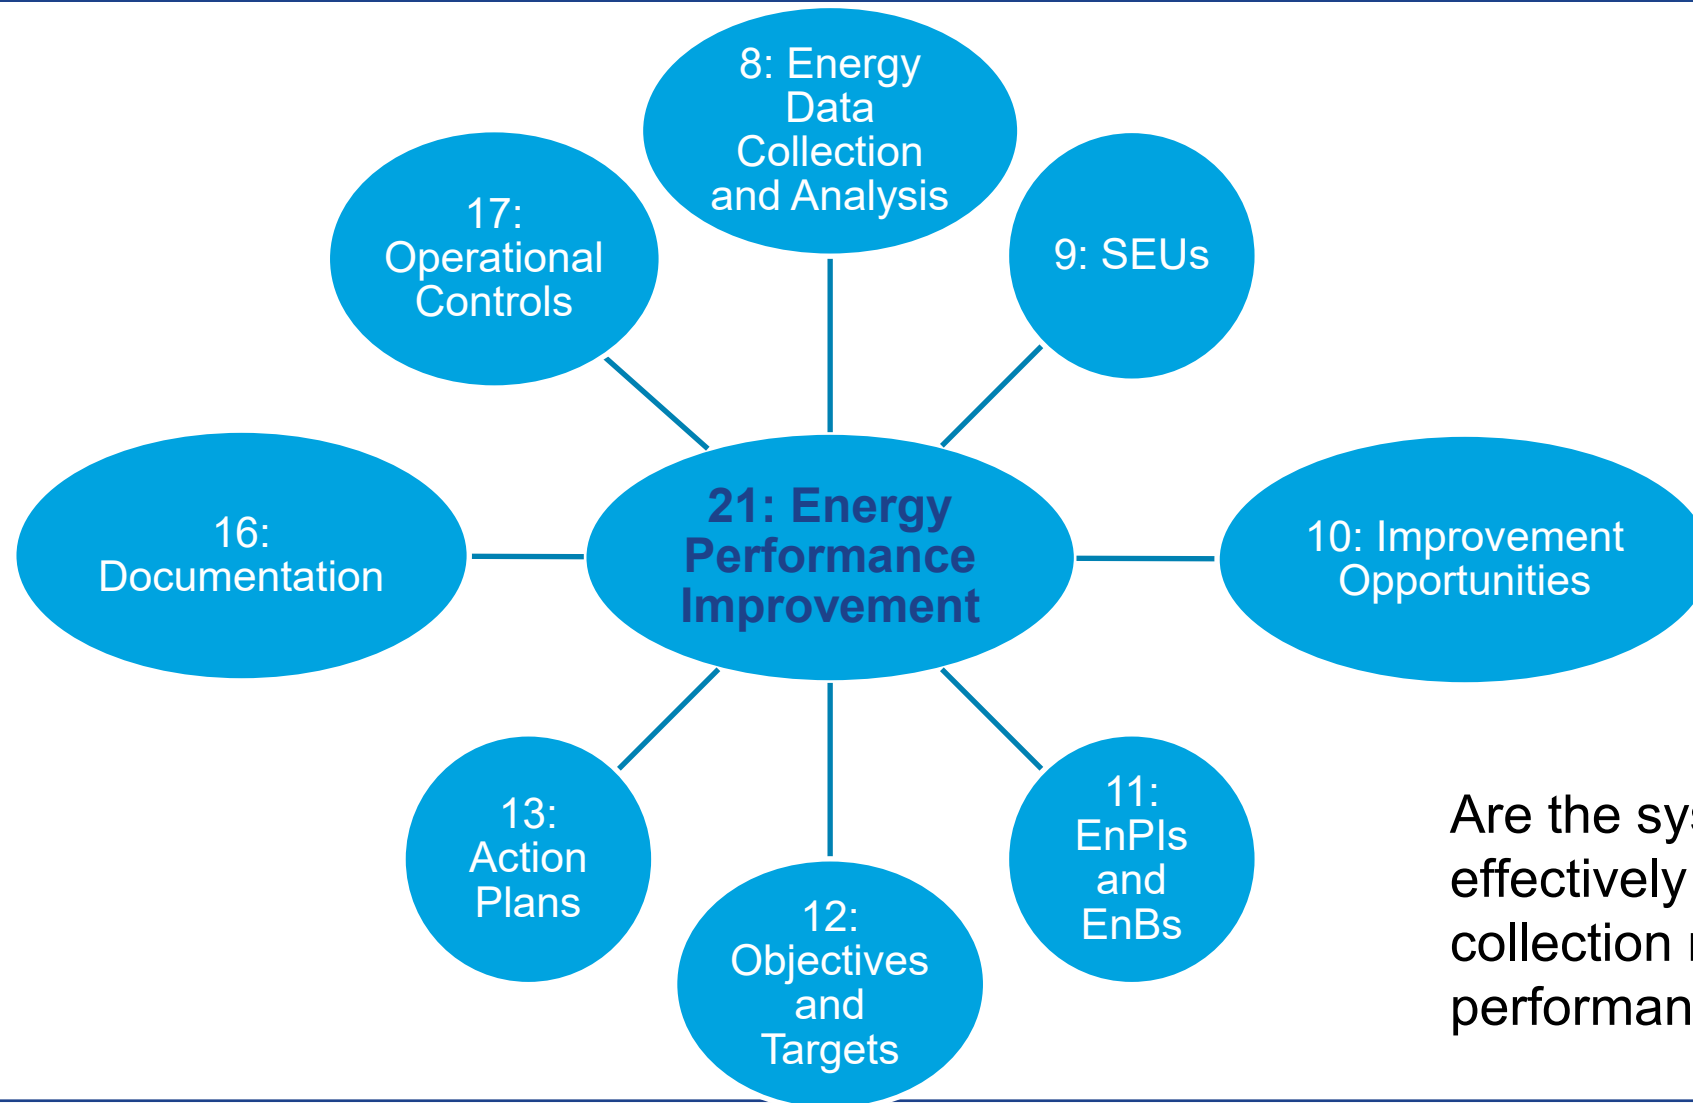 8: Energy
Data
Collection
and Analysis
9: SEUs
10: Improvement
Opportunities
11:
EnPIs
and
EnBs
12:
Objectives
and
Targets
13:
Action
Plans
16:
Documentation
17:
Operational
Controls
21: Energy
Performance
Improvement
Are the
effectively
collection